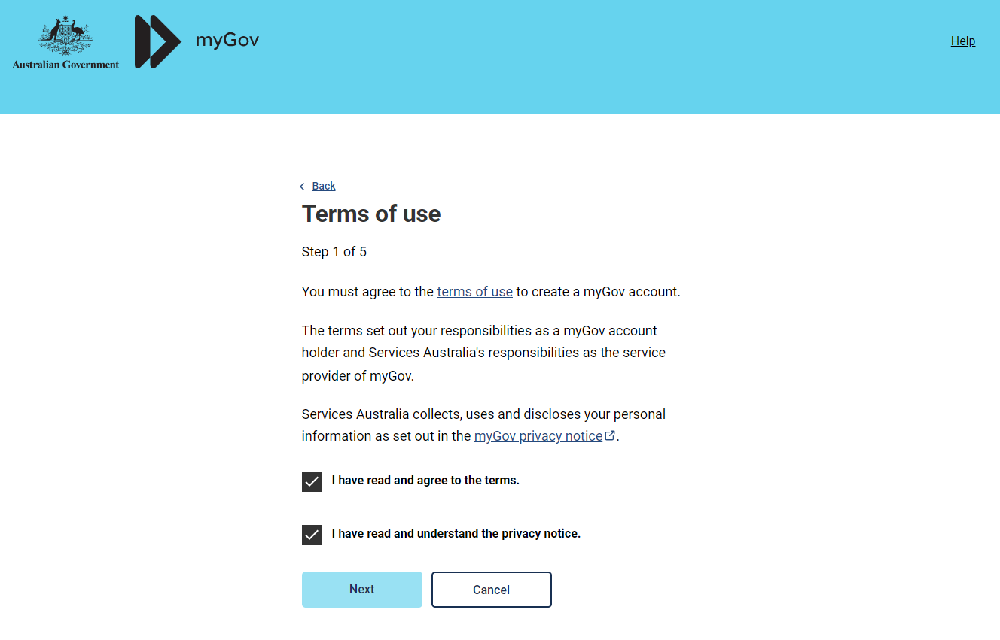 Australian Government
myGov
Help
Back
Terms of use
Step 1 of 5
You must agree to the terms of use to create a myGov account.
The terms set out your responsibilities as a myGov account
holder and Services Australia's responsibilities as the service
provider of myGov.
Services Australia collects, uses and discloses your personal
information as set out in the myGov privacy notice.
I have read and agree to the terms.
I have read and understand the privacy notice.
Next
Cancel